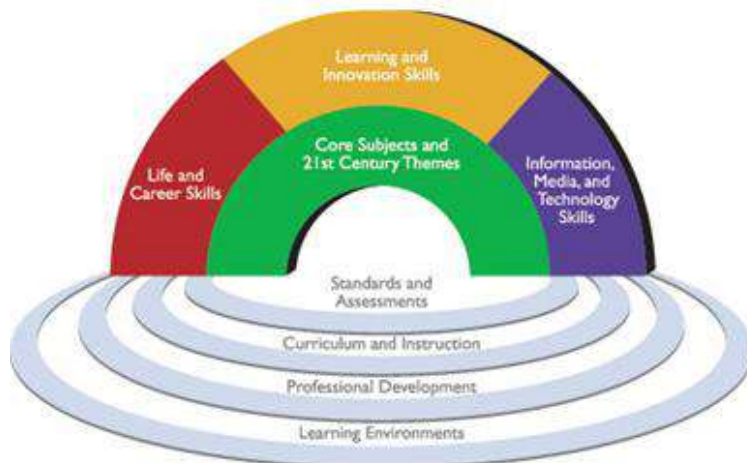 Learning and
Innovation Skills
Core Subjects and
21st Century Themes
Life and
Career Skills
Information,
Media, and
Technology
Skills
Standards and
Assessments
Curriculum and Instruction
Professional Development
Learning Environments